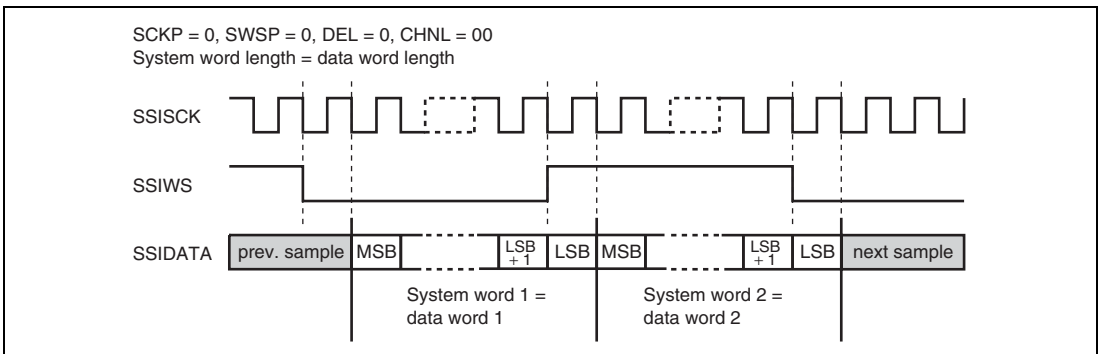 SCKP = 0, SWSP = 0, DEL = 0, CHNL = 00
System word length = data word length
SSISCK
SSIWS
SSIDATA
prev. sample
MSB
LSB
+ 1
LSB
MSB
LSB
+ 1
LSB
next sample
System word 1 =
data word 1
System word 2 =
data word 2